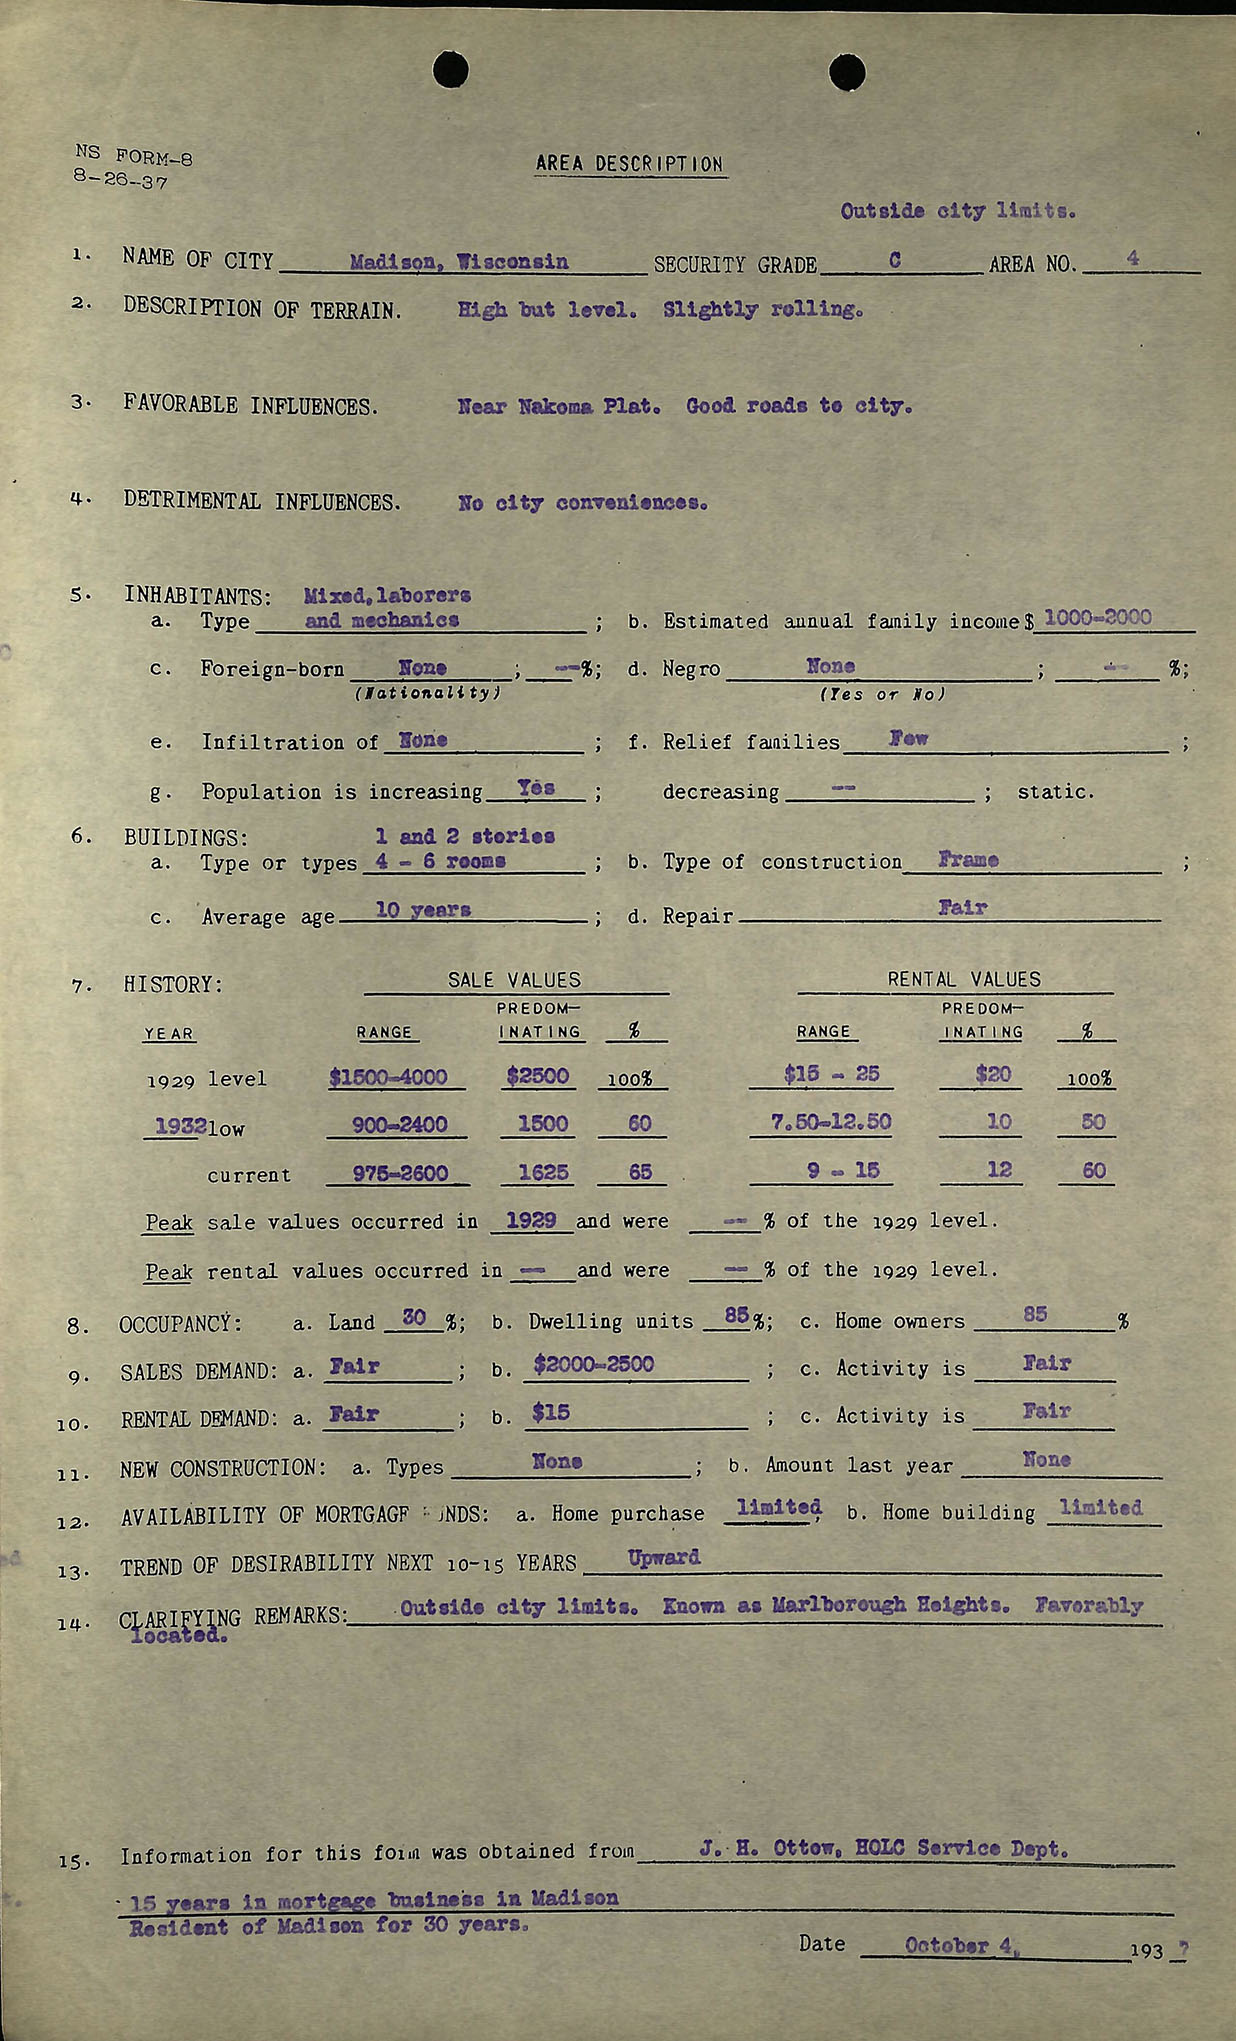 NS FORM-8
8-26-37
AREA DESCRIPTION
Outside city limits.
1. NAME OF CITY Madison, Wisconsin SECURITY GRADE C AREA NO. 4
2. DESCRIPTION OF TERRAIN. High but level. Slightly rolling.
3. FAVORABLE INFLUENCES. Near Nakoma Plat. Good roads to city.
4. DETRIMENTAL INFLUENCES. No city conveniences.
5. INHABITANTS: Mixed, laborers
a. Type and mechanics ; b. Estimated annual family income $ 1000-2000
c. Foreign-born None ; --%; d. Negro None ; -- %;
(Nationality) (Yes or No)
e. Infiltration of None ; f. Relief families Few ;
g. Population is increasing Yes ; decreasing -- ; static.
6. BUILDINGS: 1 and 2 stories
a. Type or types 4 - 6 rooms ; b. Type of construction Frame ;
c. Average age 10 years ; d. Repair Fair
7. HISTORY: SALE VALUES RENTAL VALUES
PREDOM- PREDOM-
YEAR RANGE INATING % RANGE INATING %
1929 level $1500-4000 $2500 100% $15 - 25 $20 100%
1932 low 900-2400 1500 60 7.50-12.50 10 50
current 975-2600 1625 65 9 - 15 12 60
Peak sale values occurred in 1929 and were -- % of the 1929 level.
Peak rental values occurred in -- and were -- % of the 1929 level.
8. OCCUPANCY: a. Land 30 %; b. Dwelling units 85 %; c. Home owners 85 %
9. SALES DEMAND: a. Fair ; b. $2000-2500 ; c. Activity is Fair
10. RENTAL DEMAND: a. Fair ; b. $15 ; c. Activity is Fair
11. NEW CONSTRUCTION: a. Types None ; b. Amount last year None
12. AVAILABILITY OF MORTGAGE UNDS: a. Home purchase limited; b. Home building limited
13. TREND OF DESIRABILITY NEXT 10-15 YEARS Upward
14. CLARIFYING REMARKS: Outside city limits. Known as Marlborough Heights. Favorably
located.
15. Information for this form was obtained from J. H. Ottow, HOLC Service Dept.
15 years in mortgage business in Madison
Resident of Madison for 30 years.
Date October 4, 193 7